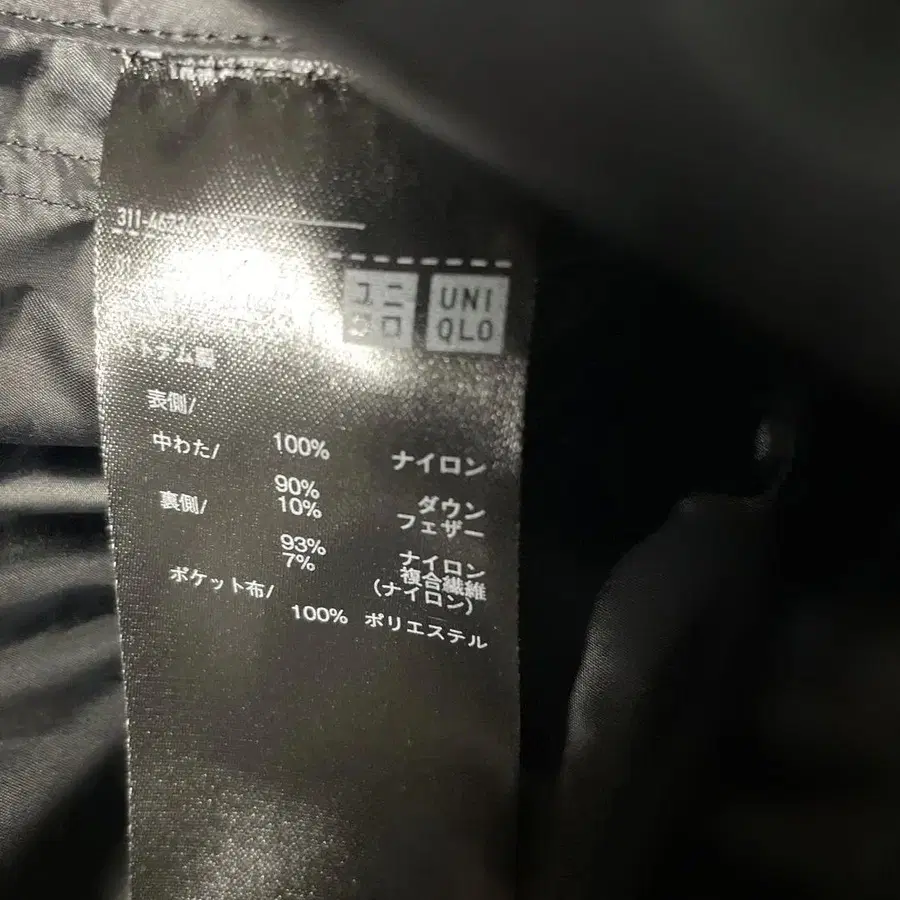 ユニ
クロ
UNI
QLO
表側/
100% ナイロン
中わた/
90% ダウン
10% フェザー
裏側/
93% ナイロン
7% 複合繊維
(ナイロン)
ポケット布/
100% ポリエステル